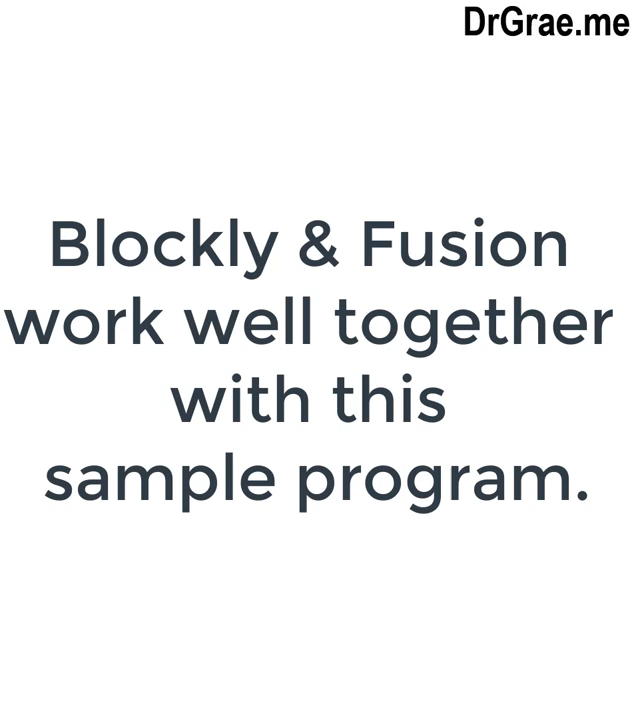 DrGrae.me
Blockly & Fusion
work well together
with this
sample program.